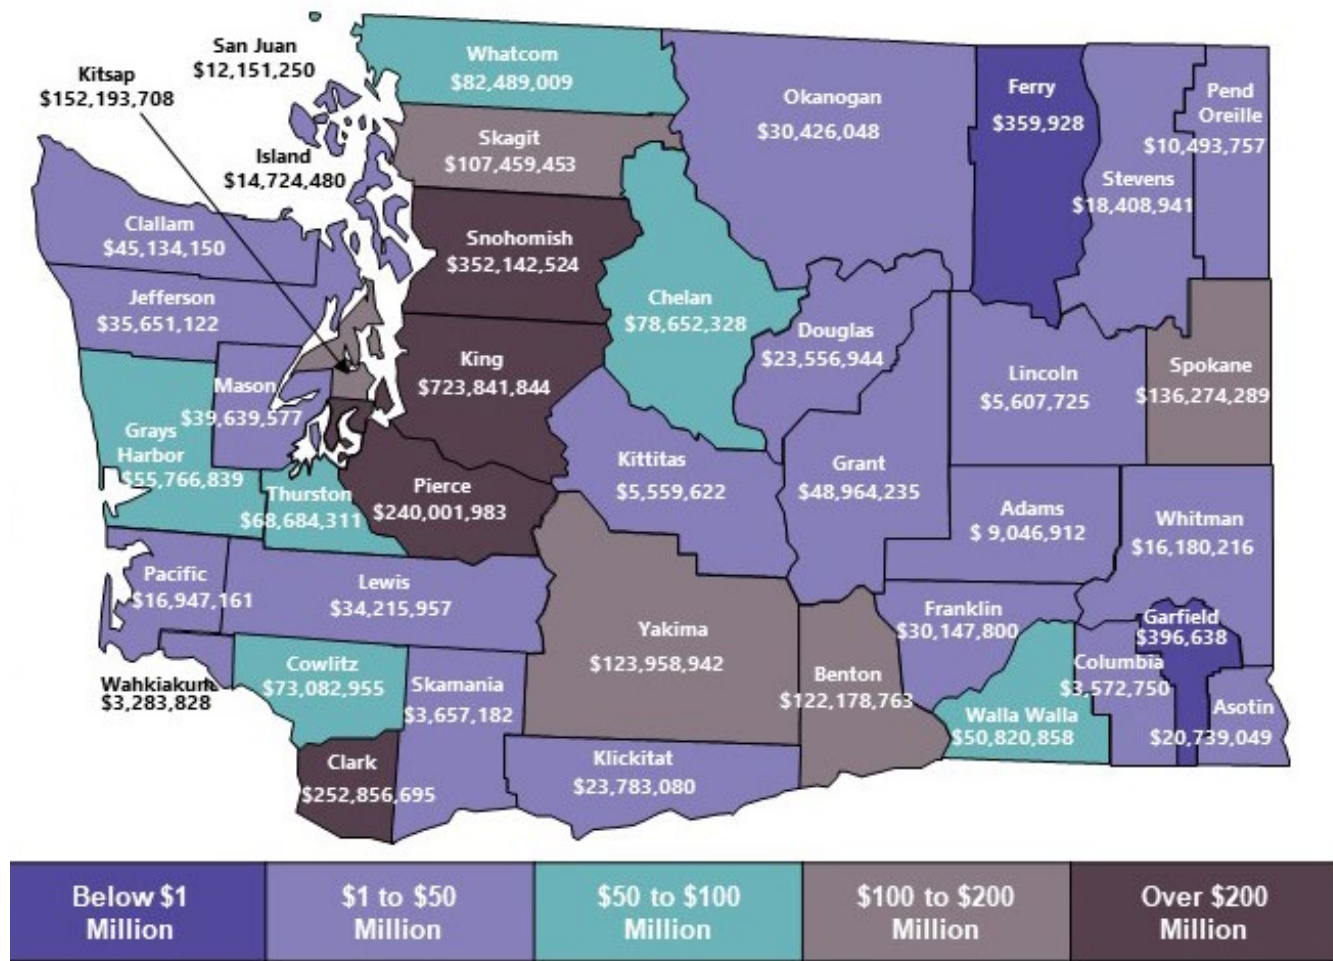 San Juan
$12,151,250
Kitsap
$152,193,708
Whatcom
$82,489,009
Okanogan
$30,426,048
Ferry
$359,928
Pend
Oreille
$10,493,757
Skagit
$107,459,453
Island
$14,724,480
Stevens
$18,408,941
Clallam
$45,134,150
Snohomish
$352,142,524
Jefferson
$35,651,122
Chelan
$78,652,328
Douglas
$23,556,944
King
$723,841,844
Lincoln
$5,607,725
Spokane
$136,274,289
Mason
$39,639,577
Grays
Harbor
$55,766,839
Kittitas
$5,559,622
Grant
$48,964,235
Thurston
$68,684,311
Pierce
$240,001,983
Adams
$ 9,046,912
Whitman
$16,180,216
Pacific
$16,947,161
Lewis
$34,215,957
Yakima
$123,958,942
Franklin
$30,147,800
Garfield
$396,638
Wahkiakum
$3,283,828
Cowlitz
$73,082,955
Skamania
$3,657,182
Benton
$122,178,763
Columbia
$3,572,750
Walla Walla
$50,820,858
Asotin
$20,739,049
Clark
$252,856,695
Klickitat
$23,783,080
Below $1
Million
$1 to $50
Million
$50 to $100
Million
$100 to $200
Million
Over $200
Million